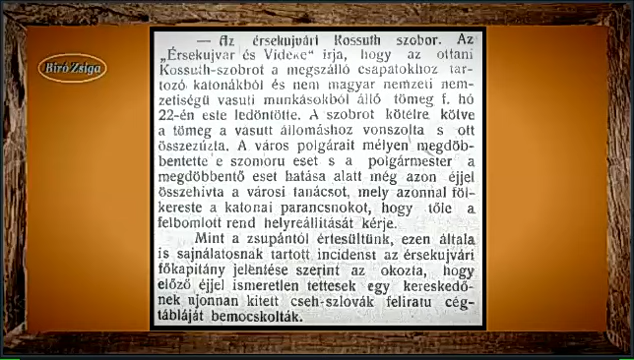 Bíró Zsiga
— Az érsekujvári Kossuth szobor. Az
„Érsekujvar és Vidéke“ irja, hogy az ottani
Kossuth-szobrot a megszálló csapatokhoz tar-
tozó katonákból és nem magyar nemzeti nem-
zetiségü vasuti munkásokból álló tömeg f. hó
22-én este ledöntötte. A szobrot kötélre kötve
a tömeg a vasutt állomáshoz vonszolta s ott
összezúzta. A város polgárait mélyen megdöb-
bentette e szomoru eset s a polgármester a
megdöbbentő eset hatása alatt még azon éjjel
összehivta a városi tanácsot, mely azonnal föl-
kereste a katonai parancsnokot, hogy tőle a
felbomlott rend helyreállitását kérje.
Mint a zsupántól értesültünk, ezen általa
is sajnálatosnak tartott incidenst az érsekujvári
főkapitány jelentése szerint az okozta, hogy
előző éjjel ismeretlen tettesek egy kereskedő-
nek ujonnan kitett cseh-szlovák feliratu cég-
tábláját bemocskolták.